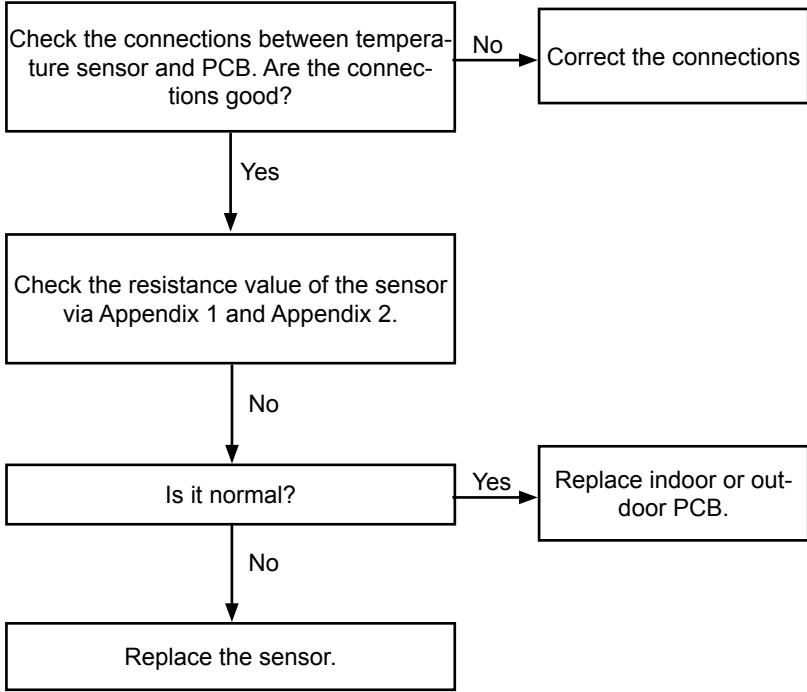 Check the connections between tempera-
ture sensor and PCB. Are the connec-
tions good?
No
Correct the connections
Yes
Check the resistance value of the sensor
via Appendix 1 and Appendix 2.
No
Is it normal?
Yes
Replace indoor or out-
door PCB.
No
Replace the sensor.